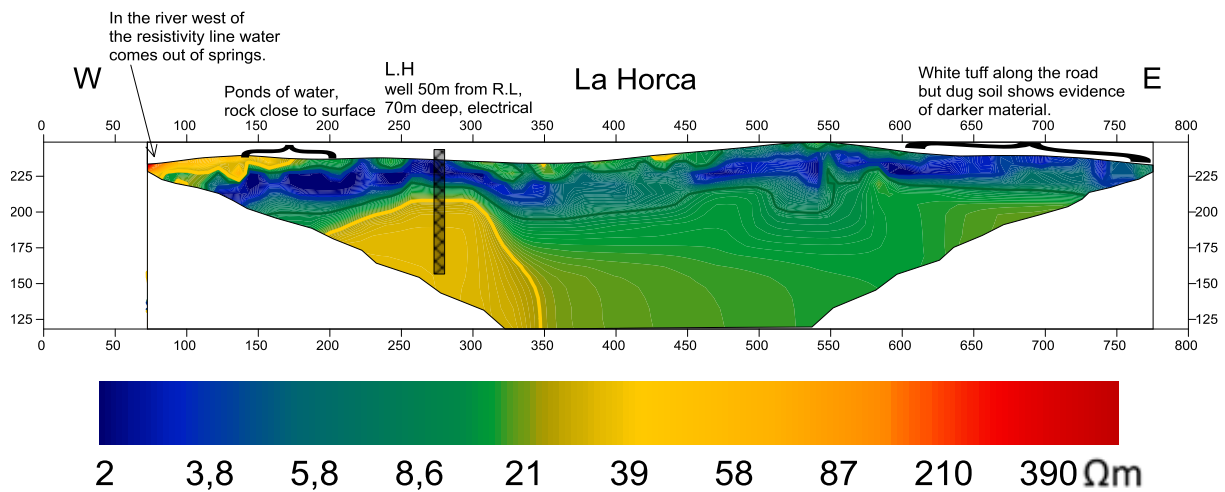 In the river west of
the resistivity line water
comes out of springs.
W
Ponds of water,
rock close to surface
L.H
well 50m from R.L,
70m deep, electrical
La Horca
White tuff along the road
but dug soil shows evidence
of darker material.
E
0 50 100 150 200 250 300 350 400 450 500 550 600 650 700 750 800
225 225
200 200
175 175
150 150
125 125
0 50 100 150 200 250 300 350 400 450 500 550 600 650 700 750 800
2 3,8 5,8 8,6 21 39 58 87 210 390 Ωm